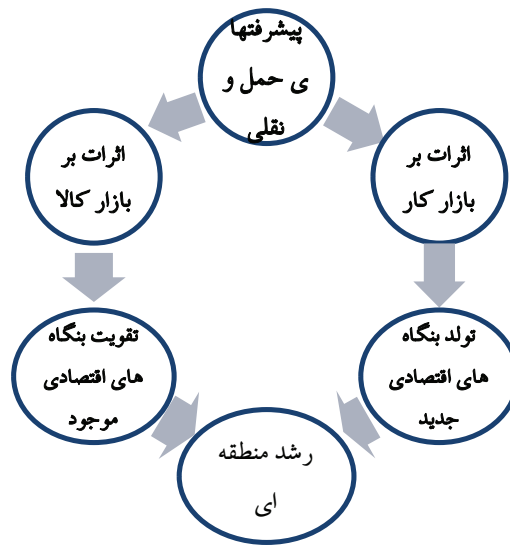 پیشرفتها
ی حمل و
نقلی
اثرات بر
بازار کار
اثرات بر
بازار کالا
تولد بنگاه
های اقتصادی
جدید
تقویت بنگاه
های اقتصادی
موجود
رشد منطقه
ای